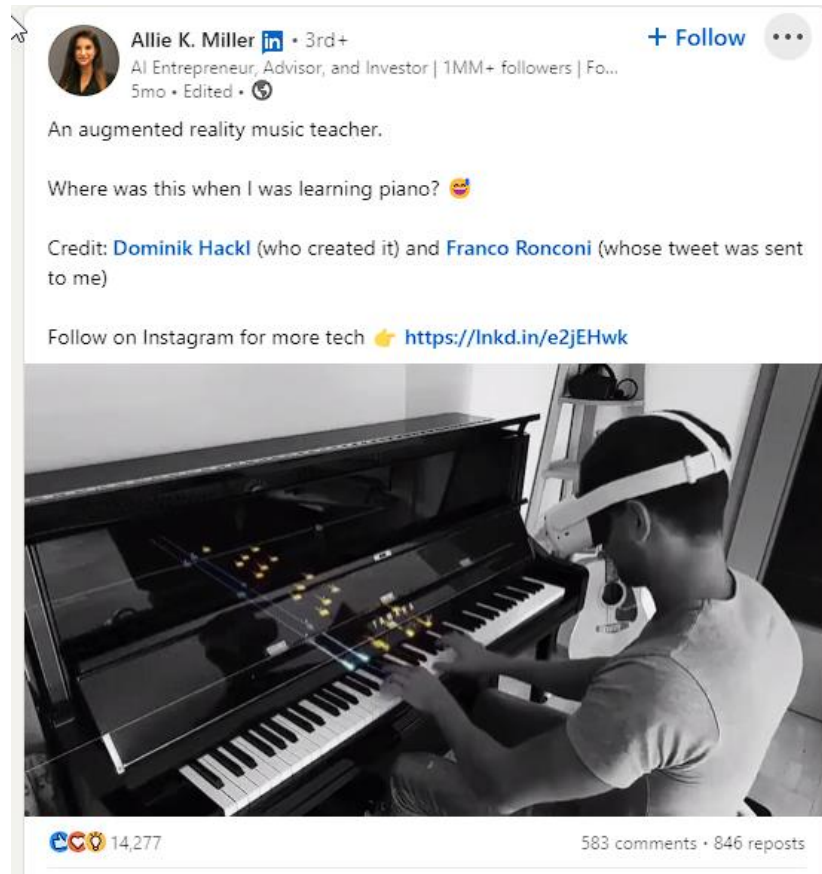 Allie K. Miller in • 3rd+
AI Entrepreneur, Advisor, and Investor | 1MM+ followers | Fo...
5mo • Edited •
+ Follow
An augmented reality music teacher.
Where was this when I was learning piano? 😅
Credit: Dominik Hackl (who created it) and Franco Ronconi (whose tweet was sent
to me)
Follow on Instagram for more tech 👉 https://lnkd.in/e2jEHwk
YAMAHA
14,277
583 comments • 846 reposts